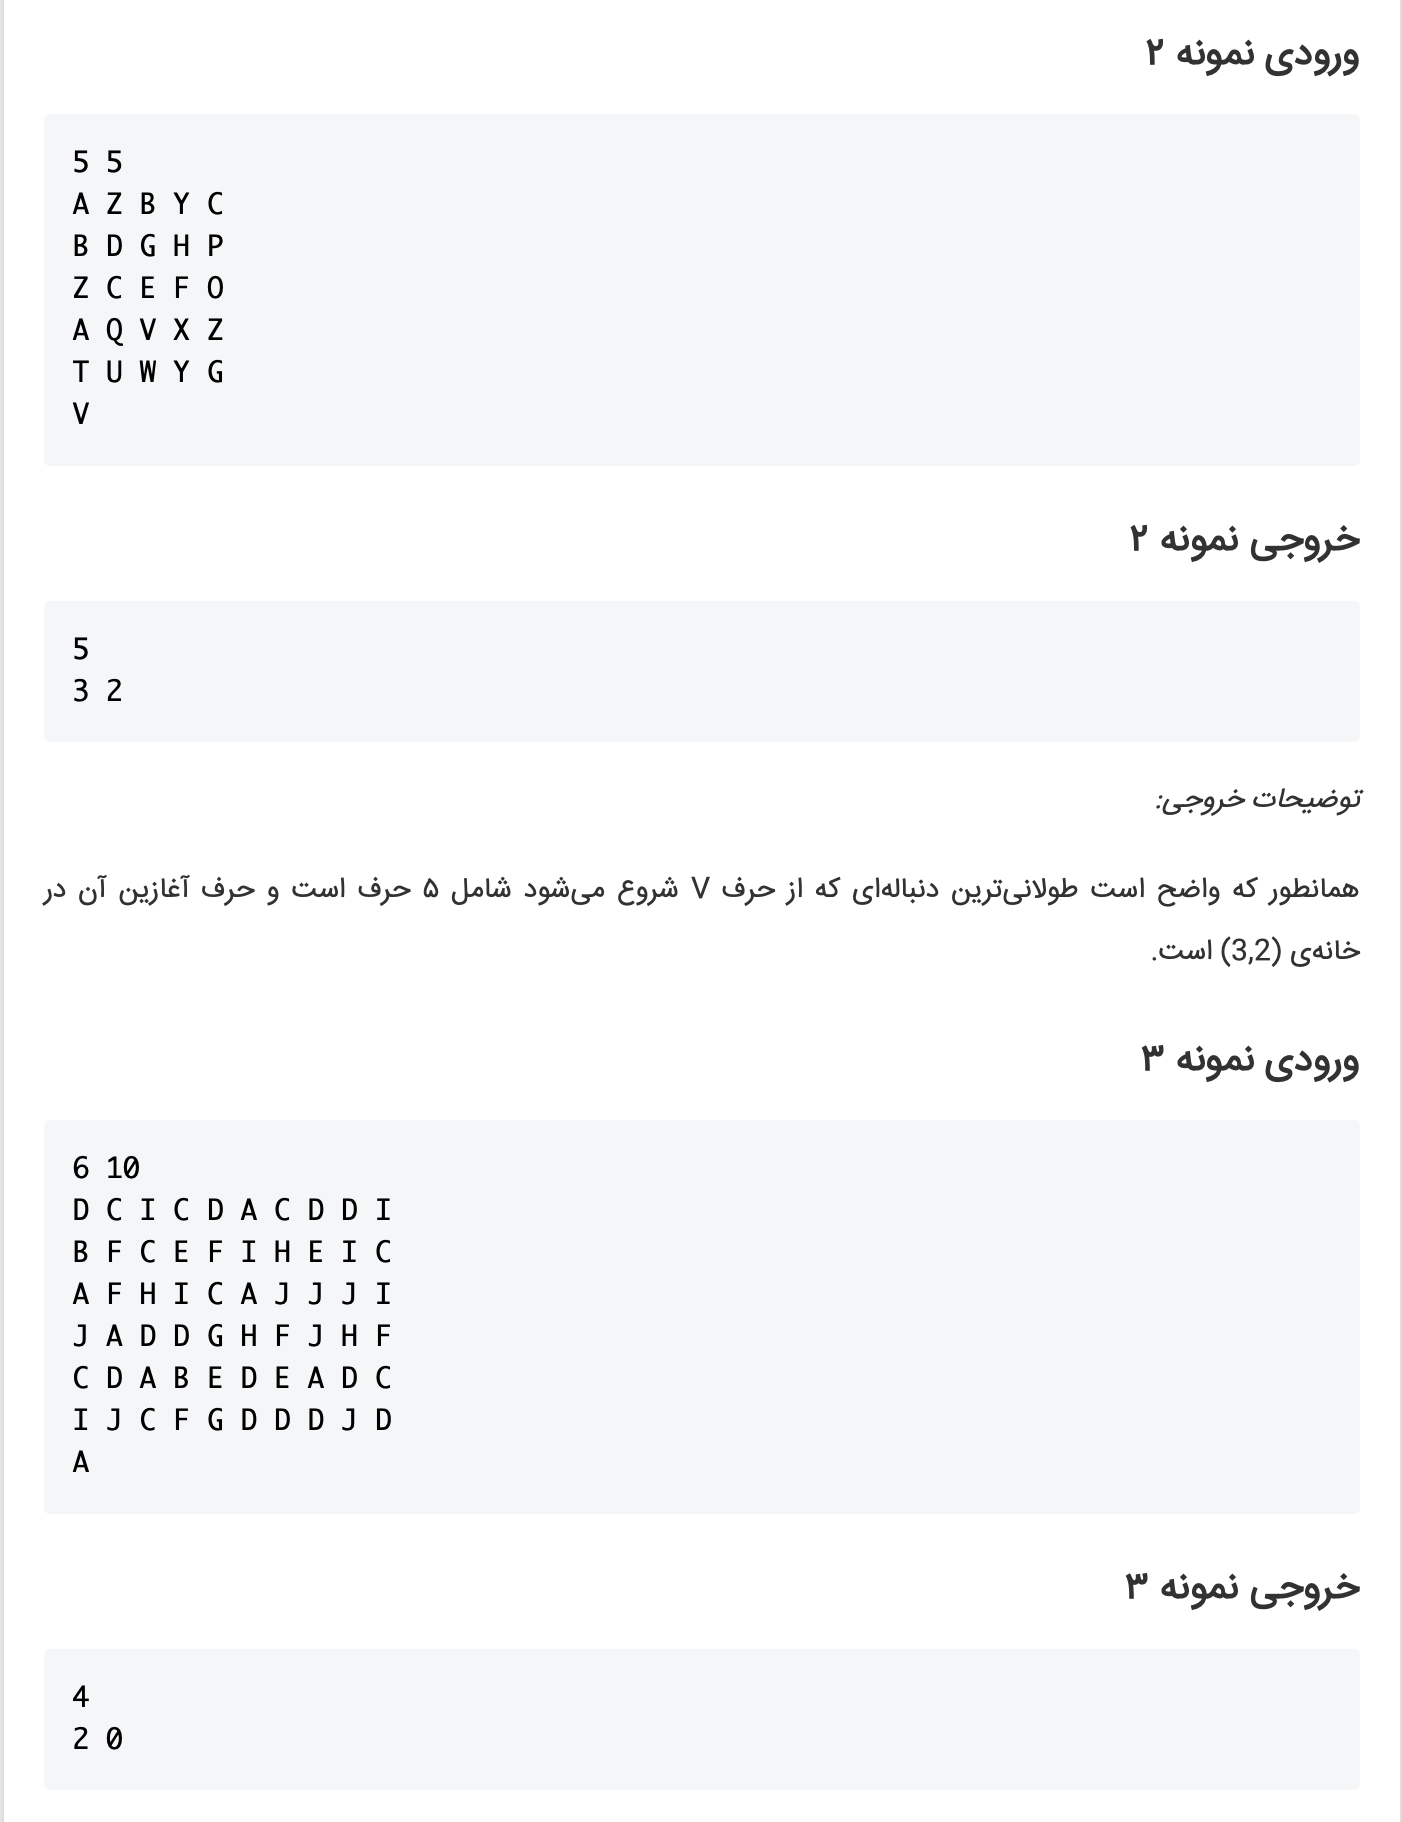 ورودی نمونه ۲
5 5
A Z B Y C
B D G H P
Z C E F O
A Q V X Z
T U W Y G
V
خروجی نمونه ۲
5
3 2
توضیحات خروجی:
همانطور که واضح است طولانی‌ترین دنباله‌ای که از حرف V شروع می‌شود شامل ۵ حرف است و حرف آغازین آن در
خانه‌ی (3,2) است.
ورودی نمونه ۳
6 10
D C I C D A C D D I
B F C E F I H E I C
A F H I C A J J J I
J A D D G H F J H F
C D A B E D E A D C
I J C F G D D D J D
A
خروجی نمونه ۳
4
2 0